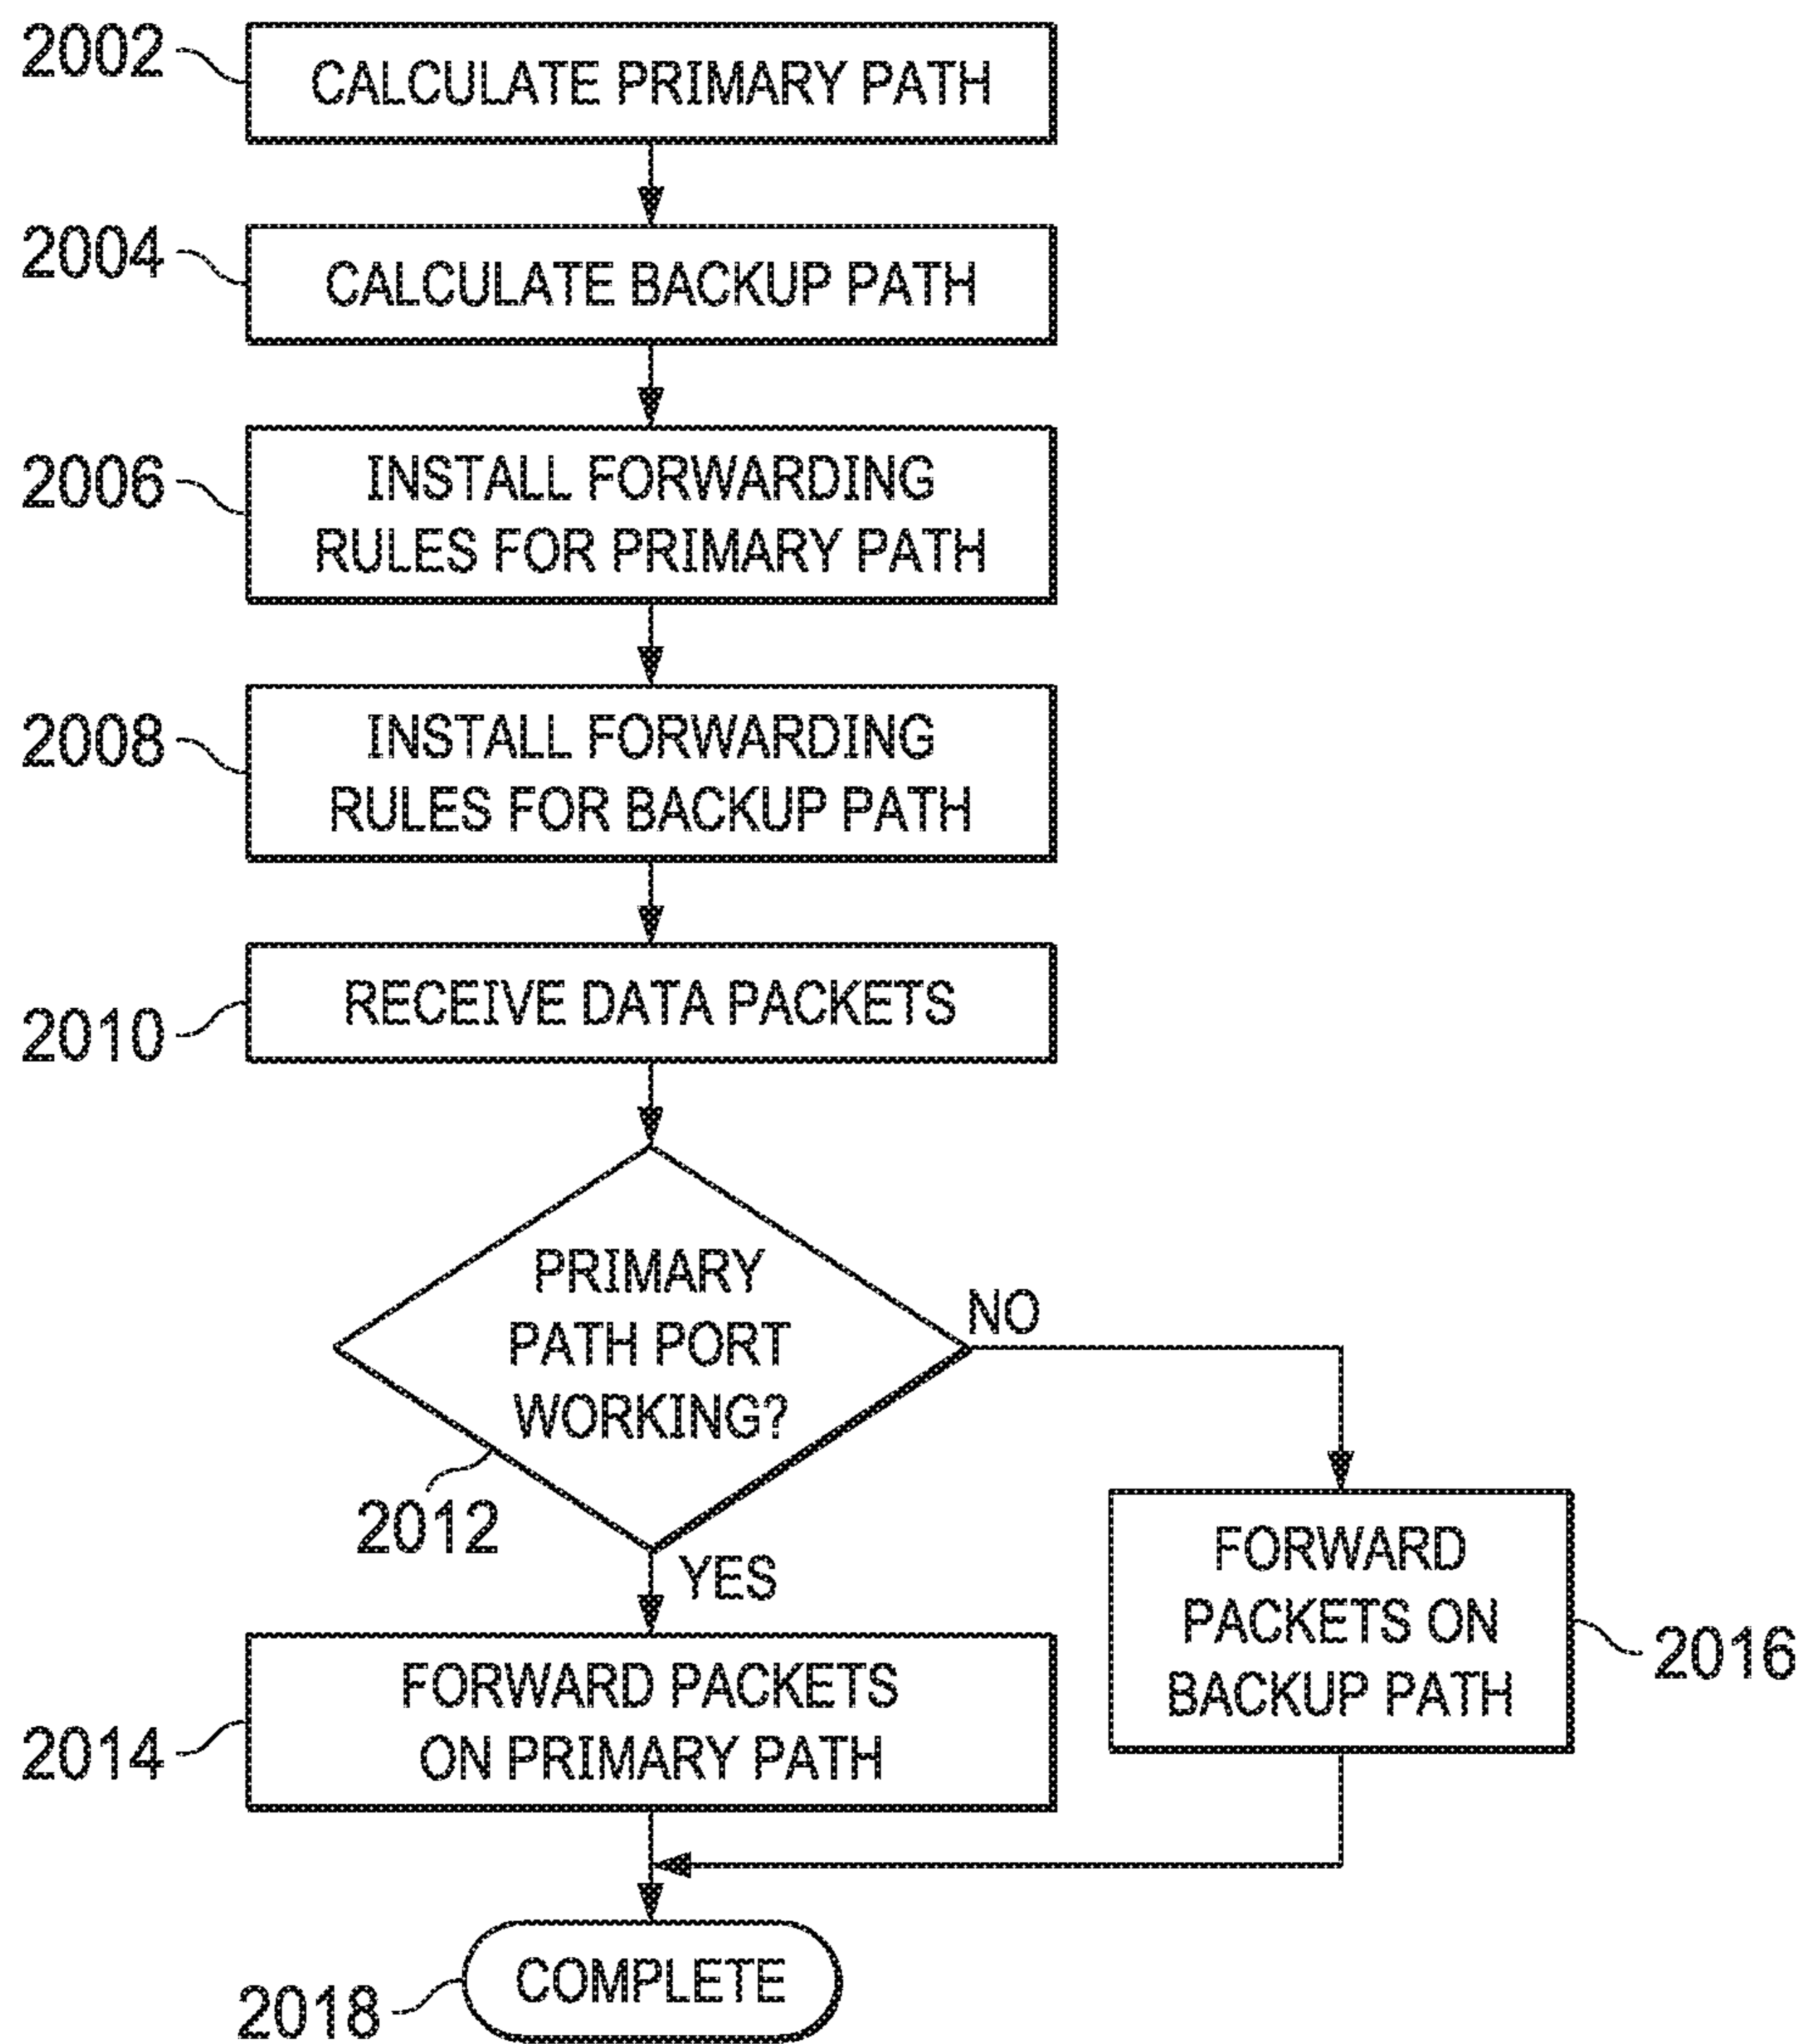 2002
CALCULATE PRIMARY PATH
2004
CALCULATE BACKUP PATH
2006
INSTALL FORWARDING
RULES FOR PRIMARY PATH
2008
INSTALL FORWARDING
RULES FOR BACKUP PATH
2010
RECEIVE DATA PACKETS
PRIMARY
PATH PORT
WORKING?
NO
2012
YES
FORWARD
PACKETS ON
BACKUP PATH
2016
FORWARD PACKETS
ON PRIMARY PATH
2014
COMPLETE
2018